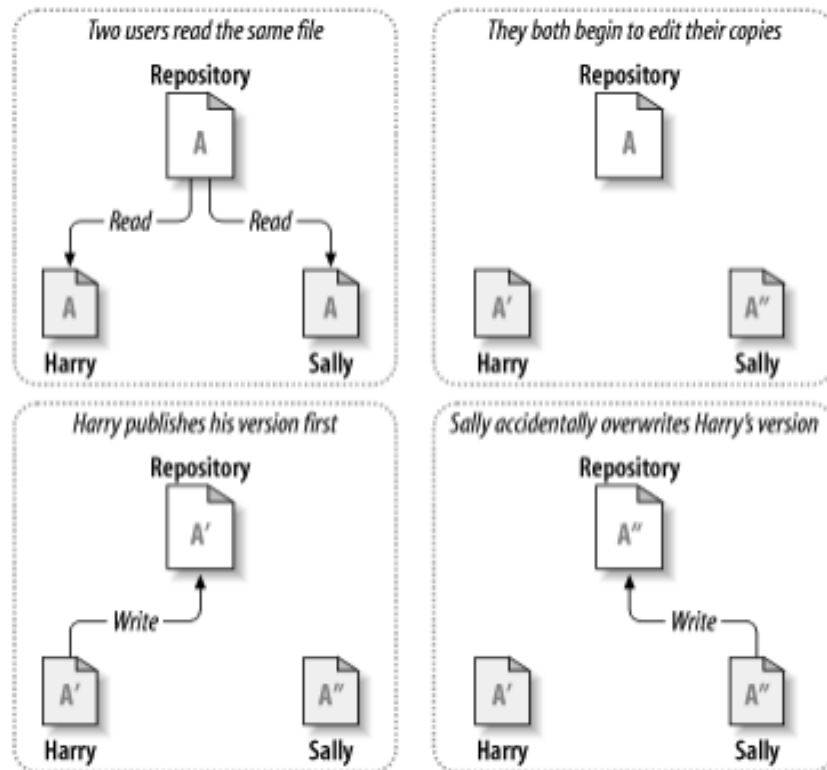 Two users read the same file
Repository
A
Read Read
A A
Harry Sally
They both begin to edit their copies
Repository
A
A′ A″
Harry Sally
Harry publishes his version first
Repository
A′
Write
A′ A″
Harry Sally
Sally accidentally overwrites Harry's version
Repository
A″
Write
A′ A″
Harry Sally